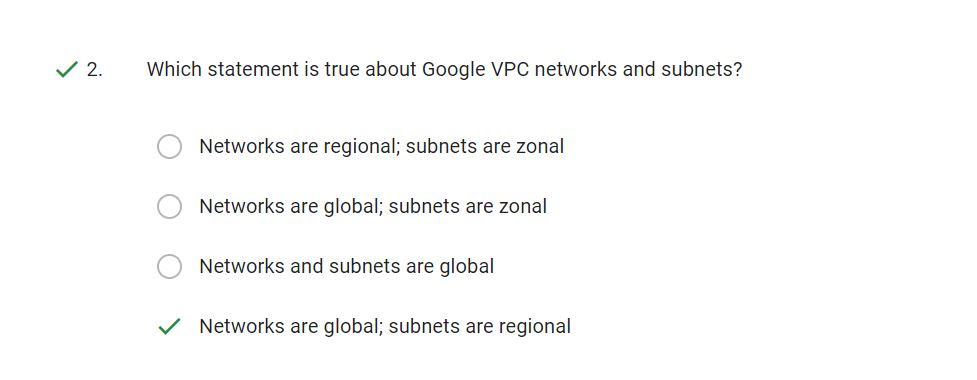 2. Which statement is true about Google VPC networks and subnets?
Networks are regional; subnets are zonal
Networks are global; subnets are zonal
Networks and subnets are global
Networks are global; subnets are regional